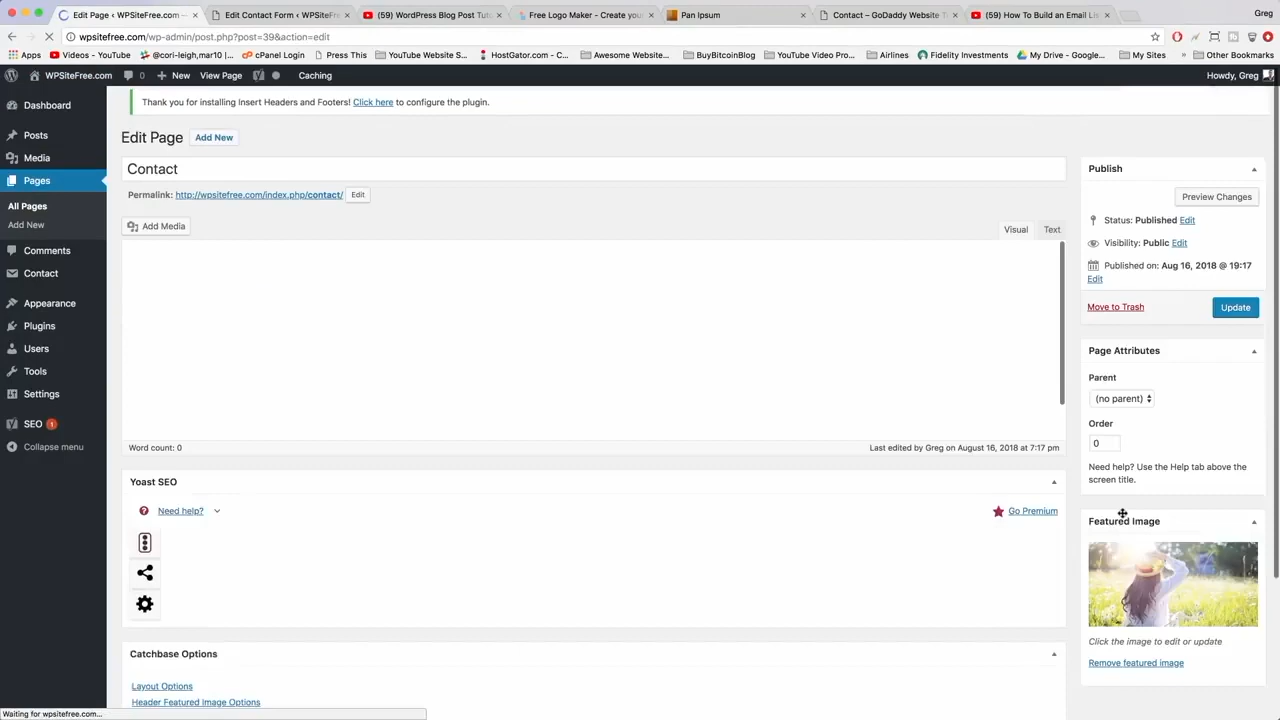 Edit Page ‹ WPSiteFree.com —
Edit Contact Form ‹ WPSiteF
(59) WordPress Blog Post Tut
Free Logo Maker - Create you
Pan Ipsum
Contact – GoDaddy Website T
(59) How To Build an Email Lis
Greg
wpsitefree.com/wp-admin/post.php?post=39&action=edit
Apps
Videos - YouTube
@cori-leigh,mar10 |
cPanel Login
Press This
YouTube Website S...
HostGator.com - C...
Awesome Website...
BuyBitcoinBlog
YouTube Video Pro...
Airlines
Fidelity Investments
My Drive - Google...
My Sites
Other Bookmarks
WPSiteFree.com
0
New
View Page
Caching
Howdy, Greg
Dashboard
Posts
Media
Pages
All Pages
Add New
Comments
Contact
Appearance
Plugins
Users
Tools
Settings
SEO 1
Collapse menu
Thank you for installing Insert Headers and Footers! Click here to configure the plugin.
Edit Page
Add New
Contact
Permalink: http://wpsitefree.com/index.php/contact/ Edit
Add Media
Visual
Text
Word count: 0
Last edited by Greg on August 16, 2018 at 7:17 pm
Yoast SEO
Need help?
Go Premium
Catchbase Options
Layout Options
Header Featured Image Options
Publish
Preview Changes
Status: Published Edit
Visibility: Public Edit
Published on: Aug 16, 2018 @ 19:17
Edit
Move to Trash
Update
Page Attributes
Parent
(no parent)
Order
0
Need help? Use the Help tab above the
screen title.
Featured Image
Click the image to edit or update
Remove featured image
Waiting for wpsitefree.com...